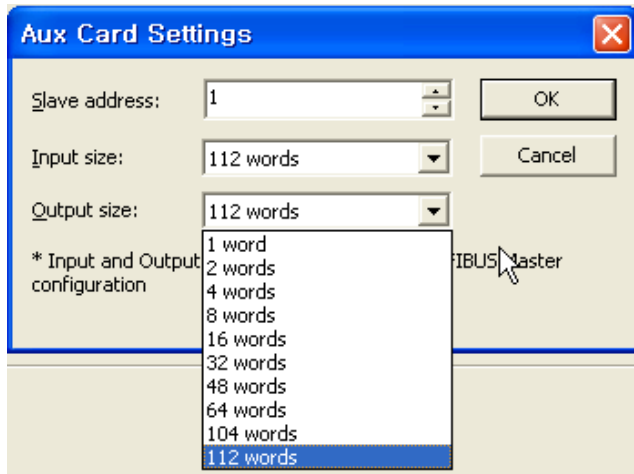 Aux Card Settings
Slave address:
1
OK
Input size:
112 words
Cancel
Output size:
112 words
* Input and Output
FIBUS Master
configuration
1 word
2 words
4 words
8 words
16 words
32 words
48 words
64 words
104 words
112 words